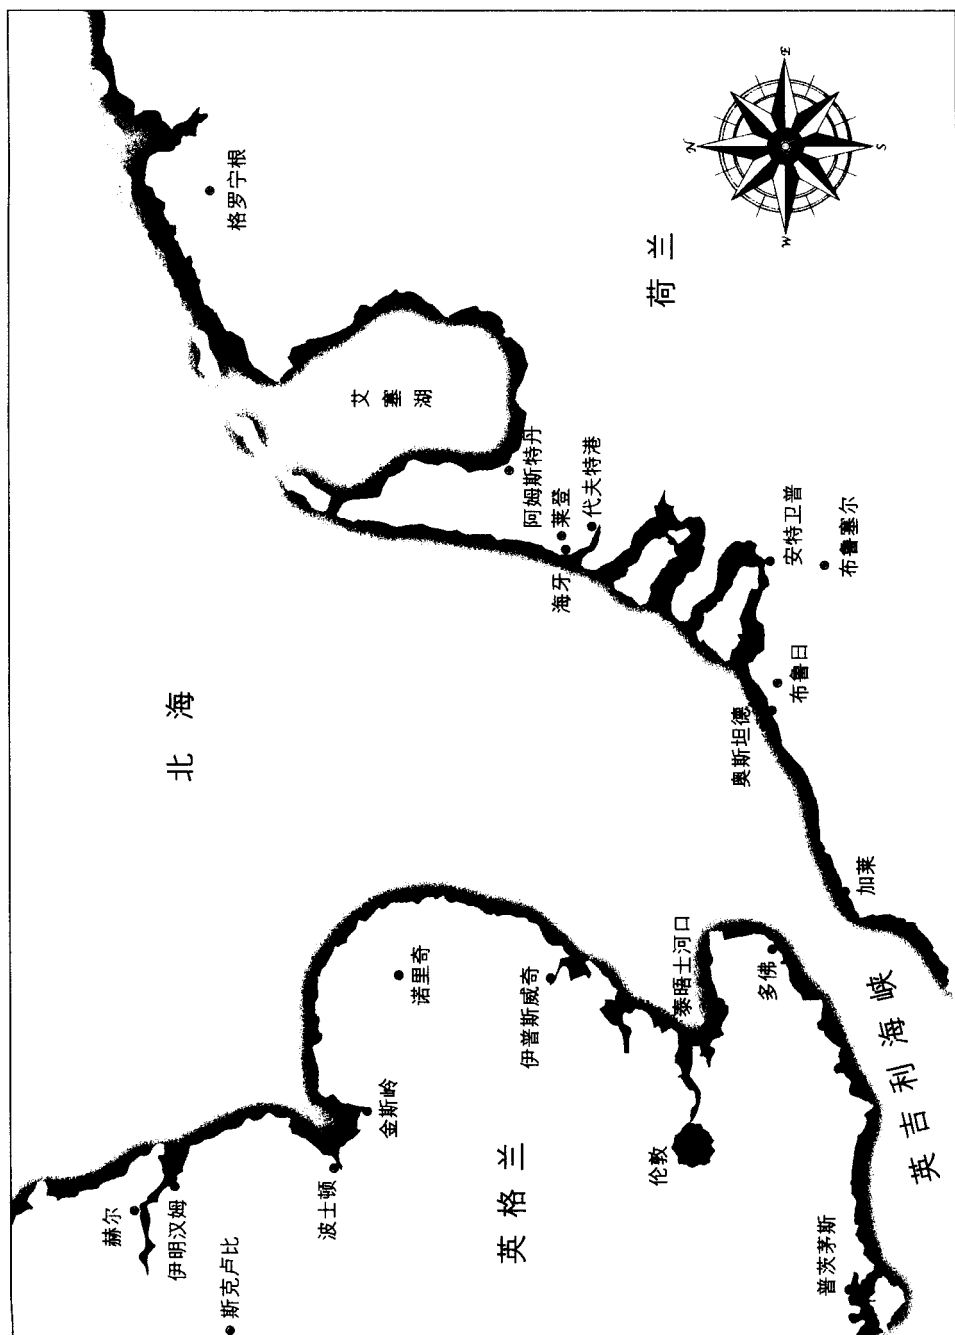 北海
英格兰
荷兰
英吉利海峡
艾塞湖
斯克卢比
赫尔
伊明汉姆
波士顿
金斯岭
诺里奇
伊普斯威奇
泰晤士河口
伦敦
多佛
普茨茅斯
加莱
奥斯坦德
布鲁日
安特卫普
布鲁塞尔
海牙
莱登
代夫特港
阿姆斯特丹
格罗宁根
N
E
S
W